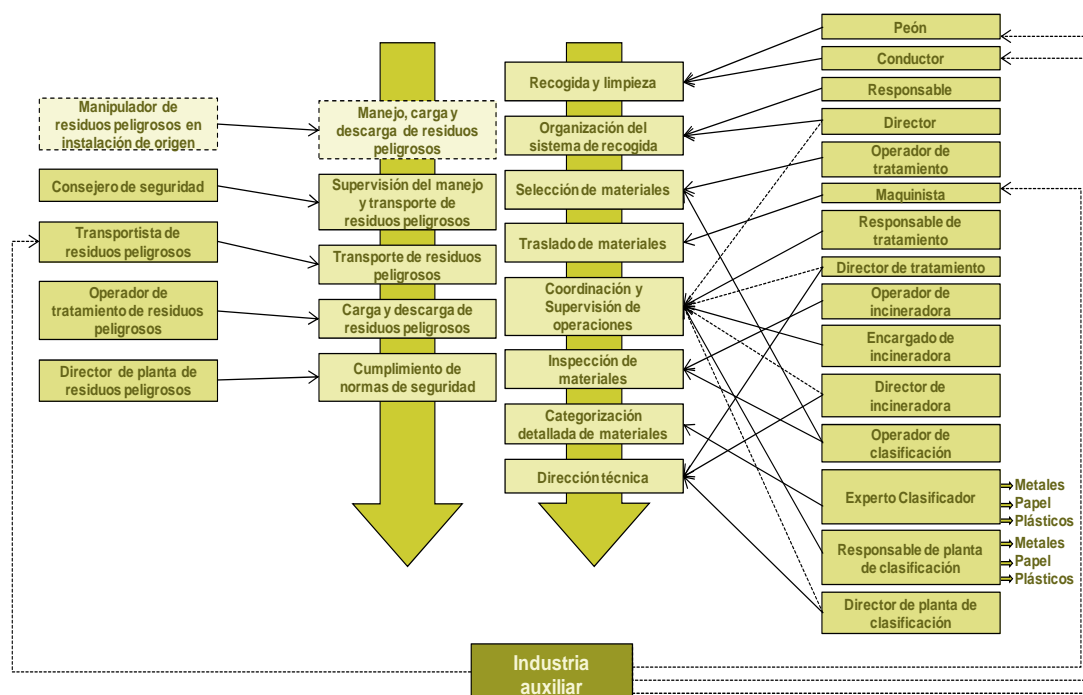 Manipulador de
residuos peligrosos en
instalación de origen
Consejero de seguridad
Transportista de
residuos peligrosos
Operador de
tratamiento de residuos
peligrosos
Director de planta de
residuos peligrosos
Manejo, carga y
descarga de residuos
peligrosos
Supervisión del manejo
y transporte de
residuos peligrosos
Transporte de residuos
peligrosos
Carga y descarga de
residuos peligrosos
Cumplimiento de
normas de seguridad
Recogida y limpieza
Organización del
sistema de recogida
Selección de materiales
Traslado de materiales
Coordinación y
Supervisión de
operaciones
Inspección de
materiales
Categorización
detallada de materiales
Dirección técnica
Peón
Conductor
Responsable
Director
Operador de
tratamiento
Maquinista
Responsable de
tratamiento
Director de tratamiento
Operador de
incineradora
Encargado de
incineradora
Director de
incineradora
Operador de
clasificación
Experto Clasificador
Metales
Papel
Plásticos
Responsable de planta
de clasificación
Metales
Papel
Plásticos
Director de planta de
clasificación
Industria
auxiliar